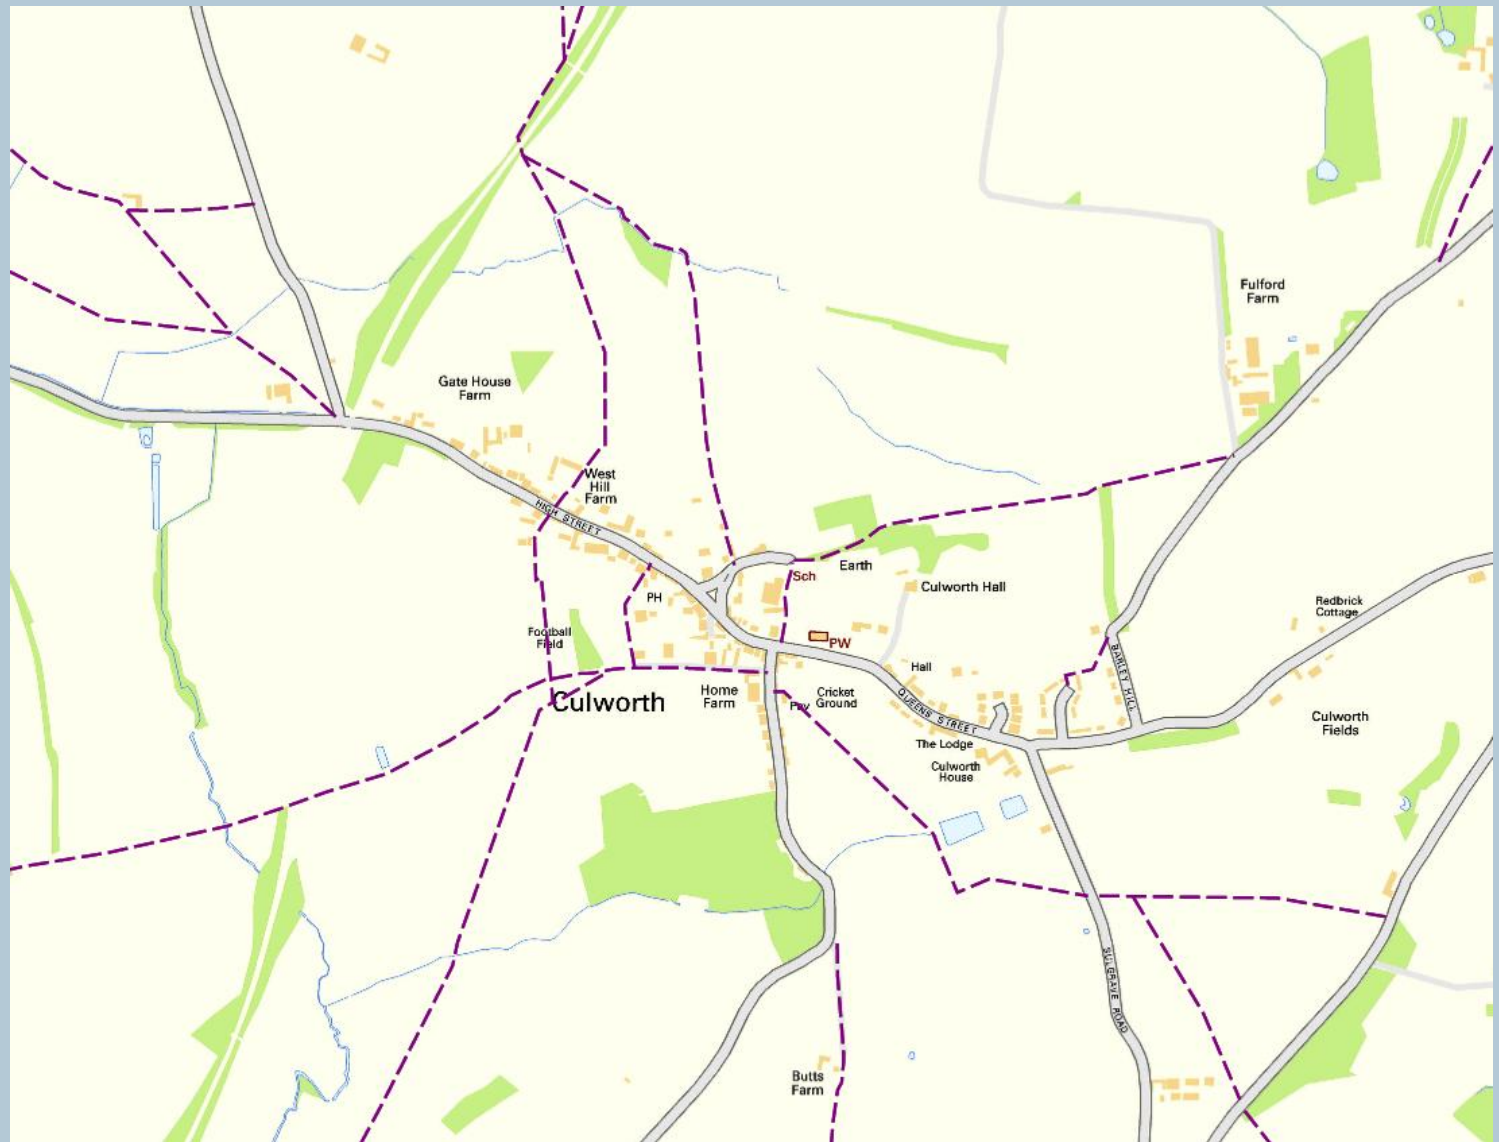 Fulford
Farm
Gate House
Farm
West
Hill
Farm
HIGH STREET
Earth
Sch
Culworth Hall
PH
Redbrick
Cottage
Football
Field
PW
Hall
BARLEY HILL
Culworth
Home
Farm
Pav
Cricket
Ground
QUEENS STREET
Culworth
Fields
The Lodge
Culworth
House
SULGRAVE ROAD
Butts
Farm